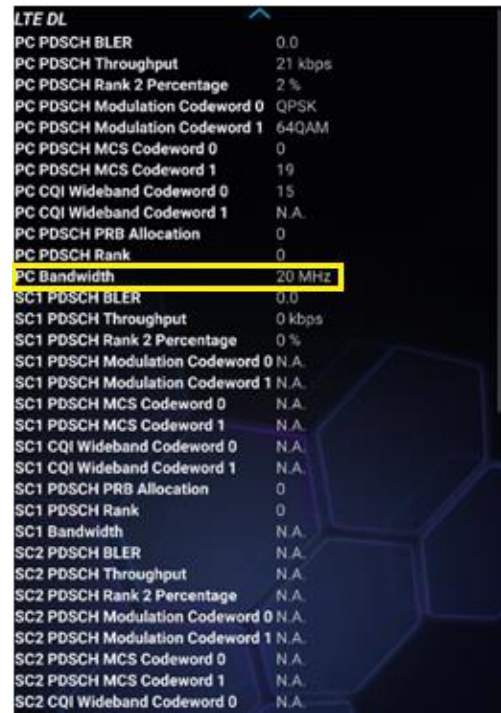 LTE DL
PC PDSCH BLER 0.0
PC PDSCH Throughput 21 kbps
PC PDSCH Rank 2 Percentage 2 %
PC PDSCH Modulation Codeword 0 QPSK
PC PDSCH Modulation Codeword 1 64QAM
PC PDSCH MCS Codeword 0 0
PC PDSCH MCS Codeword 1 19
PC CQI Wideband Codeword 0 15
PC CQI Wideband Codeword 1 N.A.
PC PDSCH PRB Allocation 0
PC PDSCH Rank 0
PC Bandwidth 20 MHz
SC1 PDSCH BLER 0.0
SC1 PDSCH Throughput 0 kbps
SC1 PDSCH Rank 2 Percentage 0 %
SC1 PDSCH Modulation Codeword 0 N.A.
SC1 PDSCH Modulation Codeword 1 N.A.
SC1 PDSCH MCS Codeword 0 N.A.
SC1 PDSCH MCS Codeword 1 N.A.
SC1 CQI Wideband Codeword 0 N.A.
SC1 CQI Wideband Codeword 1 N.A.
SC1 PDSCH PRB Allocation 0
SC1 PDSCH Rank 0
SC1 Bandwidth N.A.
SC2 PDSCH BLER N.A.
SC2 PDSCH Throughput N.A.
SC2 PDSCH Rank 2 Percentage N.A.
SC2 PDSCH Modulation Codeword 0 N.A.
SC2 PDSCH Modulation Codeword 1 N.A.
SC2 PDSCH MCS Codeword 0 N.A.
SC2 PDSCH MCS Codeword 1 N.A.
SC2 CQI Wideband Codeword 0 N.A.